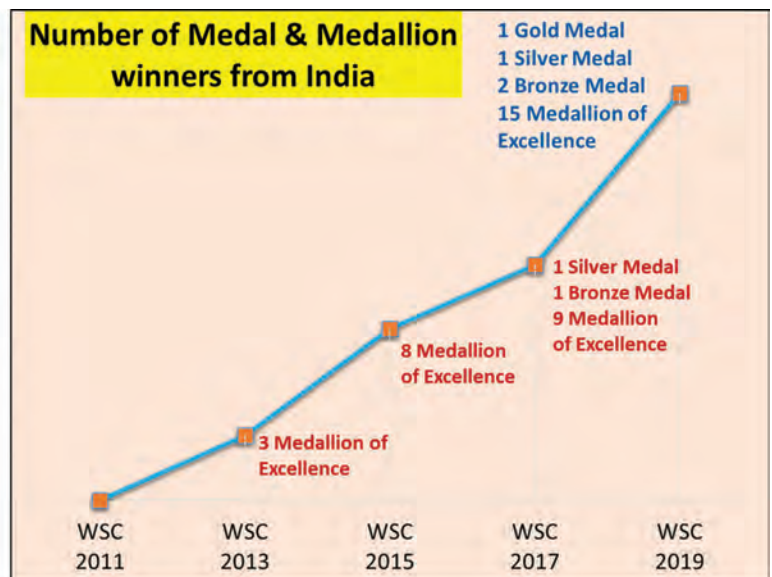 Number of Medal & Medallion
winners from India
1 Gold Medal
1 Silver Medal
2 Bronze Medal
15 Medallion of
Excellence
1 Silver Medal
1 Bronze Medal
9 Medallion
of Excellence
8 Medallion
of Excellence
3 Medallion of
Excellence
WSC WSC WSC WSC WSC
2011 2013 2015 2017 2019